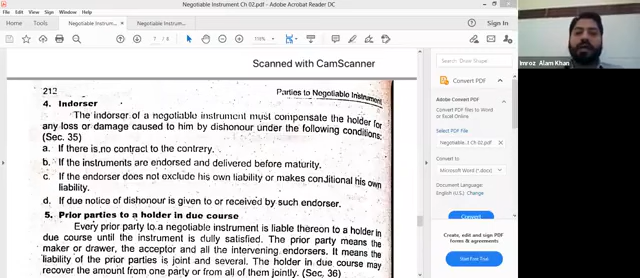 Negotiable Instrument Ch 02.pdf - Adobe Acrobat Reader DC
File Edit View Sign Window Help
Home Tools Negotiable Instrum... × Negotiable Instrum... Sign In
7 / 8 116%
Scanned with CamScanner
212 Parties to Negotiable Instrument
4. Indorser
The indorser of a negotiable instrument must compensate the holder for
any loss or damage caused to him by dishonour under the following conditions:
(Sec. 35)
a. If there is no contract to the contrery.
b. If the instruments are endorsed and delivered before maturity.
c. If the endorser does not exclude his own liability or makes conditional his own
liability.
d. If due notice of dishonour is given to or received by such endorser.
5. Prior parties to a holder in due course
Every prior party to a negotiable instrument is liable thereon to a holder in
due course until the instrument is dully satisfied. The prior party means the
maker or drawer, the acceptor and all the intervening endorsers. It means the
liability of the prior parties is joint and several. The holder in due course may
recover the amount from one party or from all of them jointly. (Sec. 36)
Convert PDF
Adobe Convert PDF
Convert PDF Files to Word
or Excel Online
Select PDF File
Negotiable...t Ch 02.pdf ×
Convert to
Microsoft Word (*.docx)
Document Language:
English (U.S.) Change
Convert
Create, edit and sign PDF
forms & agreements
Start Free Trial
Imroz Alam Khan